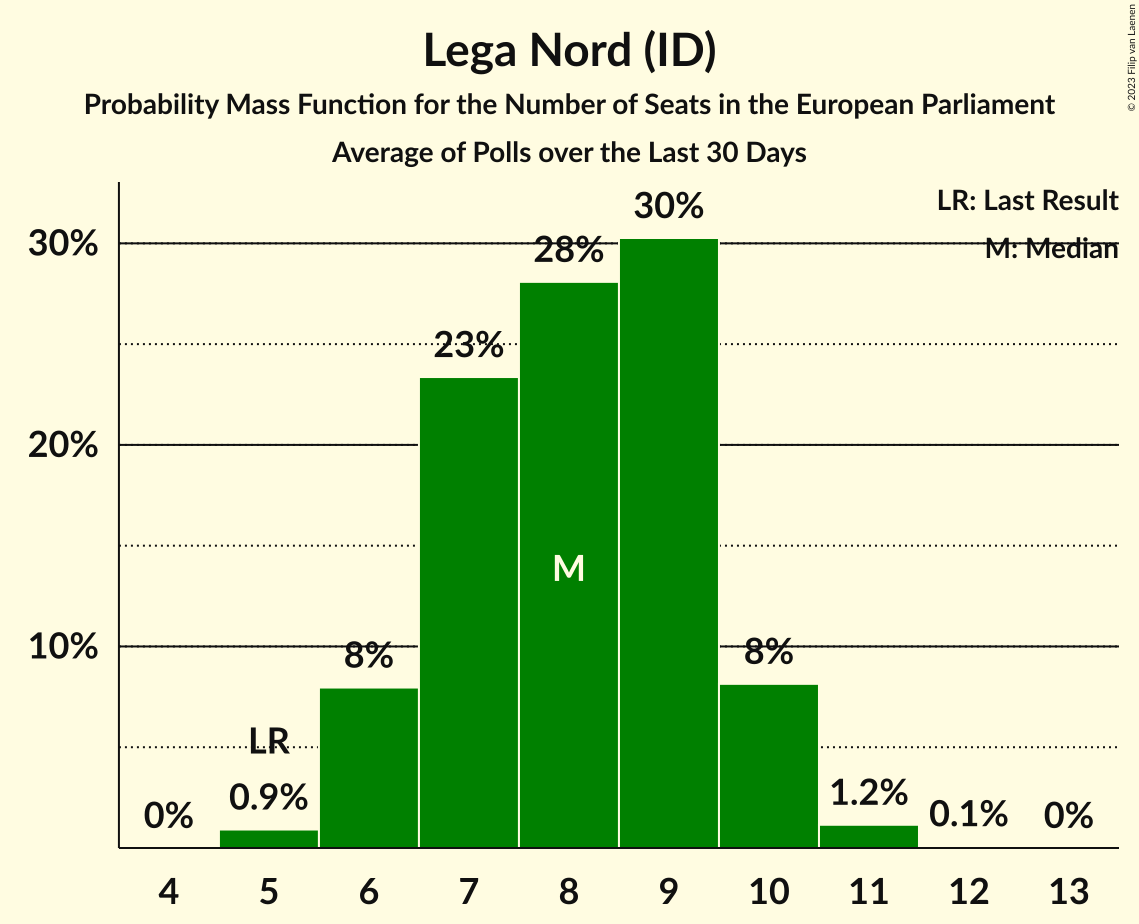 Lega Nord (ID)
Probability Mass Function for the Number of Seats in the European Parliament
Average of Polls over the Last 30 Days
© 2023 Filip van Laenen
LR: Last Result
M: Median
30%
20%
10%
0%
0.9%
LR
8%
23%
28%
M
30%
8%
1.2%
0.1%
0%
4 5 6 7 8 9 10 11 12 13